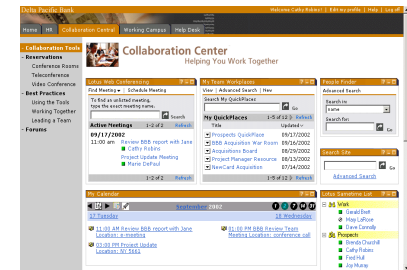 Delta Pacific Bank
Welcome Cathy Robins! | Edit my profile | Help | Log off
Home HR Collaboration Central Working Campus Help Desk
Collaboration Tools
- Reservations
Conference Rooms
Teleconference
Video Conference
- Best Practices
Using the Tools
Working Together
Leading a Team
- Forums
Collaboration Center
Helping You Work Together
Lotus Web Conferencing
Find Meeting | Schedule Meeting
To find an unlisted meeting,
type the exact meeting name.
Search
Active Meetings 1-2 of 2 Refresh
09/17/2002
11:00 am Review BBB report with Jane
Cathy Robins
Project Update Meeting
Marie DePaul
1-2 of 2 Refresh
My Team Workplaces
View | Advanced Search | New
Search My QuickPlaces
Go
My QuickPlaces 1-5 of 12 Refresh
Title Updated
Prospects QuickPlace 09/17/2002
BBB Acquisition War Room 09/16/2002
Acquisitions Board 08/29/2002
Project Manager Resource 08/13/2002
NewCard Acquisition 07/14/2002
1-5 of 12 Refresh
People Finder
Advanced Search
Search in:
name
Search for:
Go
Search Site
Go
Advanced Search
My Calendar
September 2002
17 Tuesday 18 Wednesday
11:00 AM Review BBB report with Jane
Location: e-meeting
03:00 PM Project Update
Location: NY 5661
01:00 PM BBB Review Team
Meeting Location: conference call
Lotus Sametime List
Work
Gerald Brett
Mary LaRose
Dave Connally
Prospects
Brenda Churchill
Cathy Robins
Fred Hull
Joy Murray